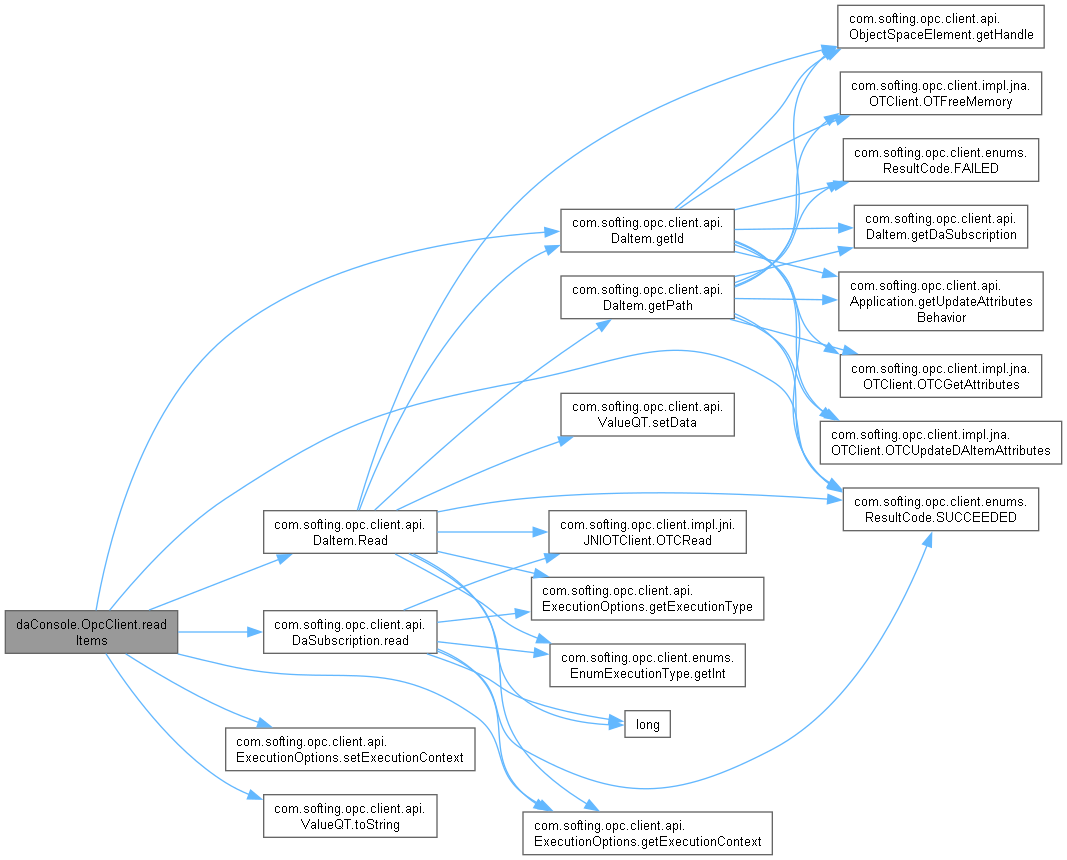 com.softing.opc.client.api.
ObjectSpaceElement.getHandle
com.softing.opc.client.impl.jna.
OTClient.OTFreeMemory
com.softing.opc.client.enums.
ResultCode.FAILED
com.softing.opc.client.api.
DaItem.getId
com.softing.opc.client.api.
DaItem.getDaSubscription
com.softing.opc.client.api.
DaItem.getPath
com.softing.opc.client.api.
Application.getUpdateAttributes
Behavior
com.softing.opc.client.impl.jna.
OTClient.OTCGetAttributes
com.softing.opc.client.api.
ValueQT.setData
com.softing.opc.client.impl.jna.
OTClient.OTCUpdateDAItemAttributes
com.softing.opc.client.enums.
ResultCode.SUCCEEDED
com.softing.opc.client.api.
DaItem.Read
com.softing.opc.client.impl.jni.
JNIOTClient.OTCRead
com.softing.opc.client.api.
ExecutionOptions.getExecutionType
daConsole.OpcClient.read
Items
com.softing.opc.client.api.
DaSubscription.read
com.softing.opc.client.enums.
EnumExecutionType.getInt
long
com.softing.opc.client.api.
ExecutionOptions.setExecutionContext
com.softing.opc.client.api.
ValueQT.toString
com.softing.opc.client.api.
ExecutionOptions.getExecutionContext